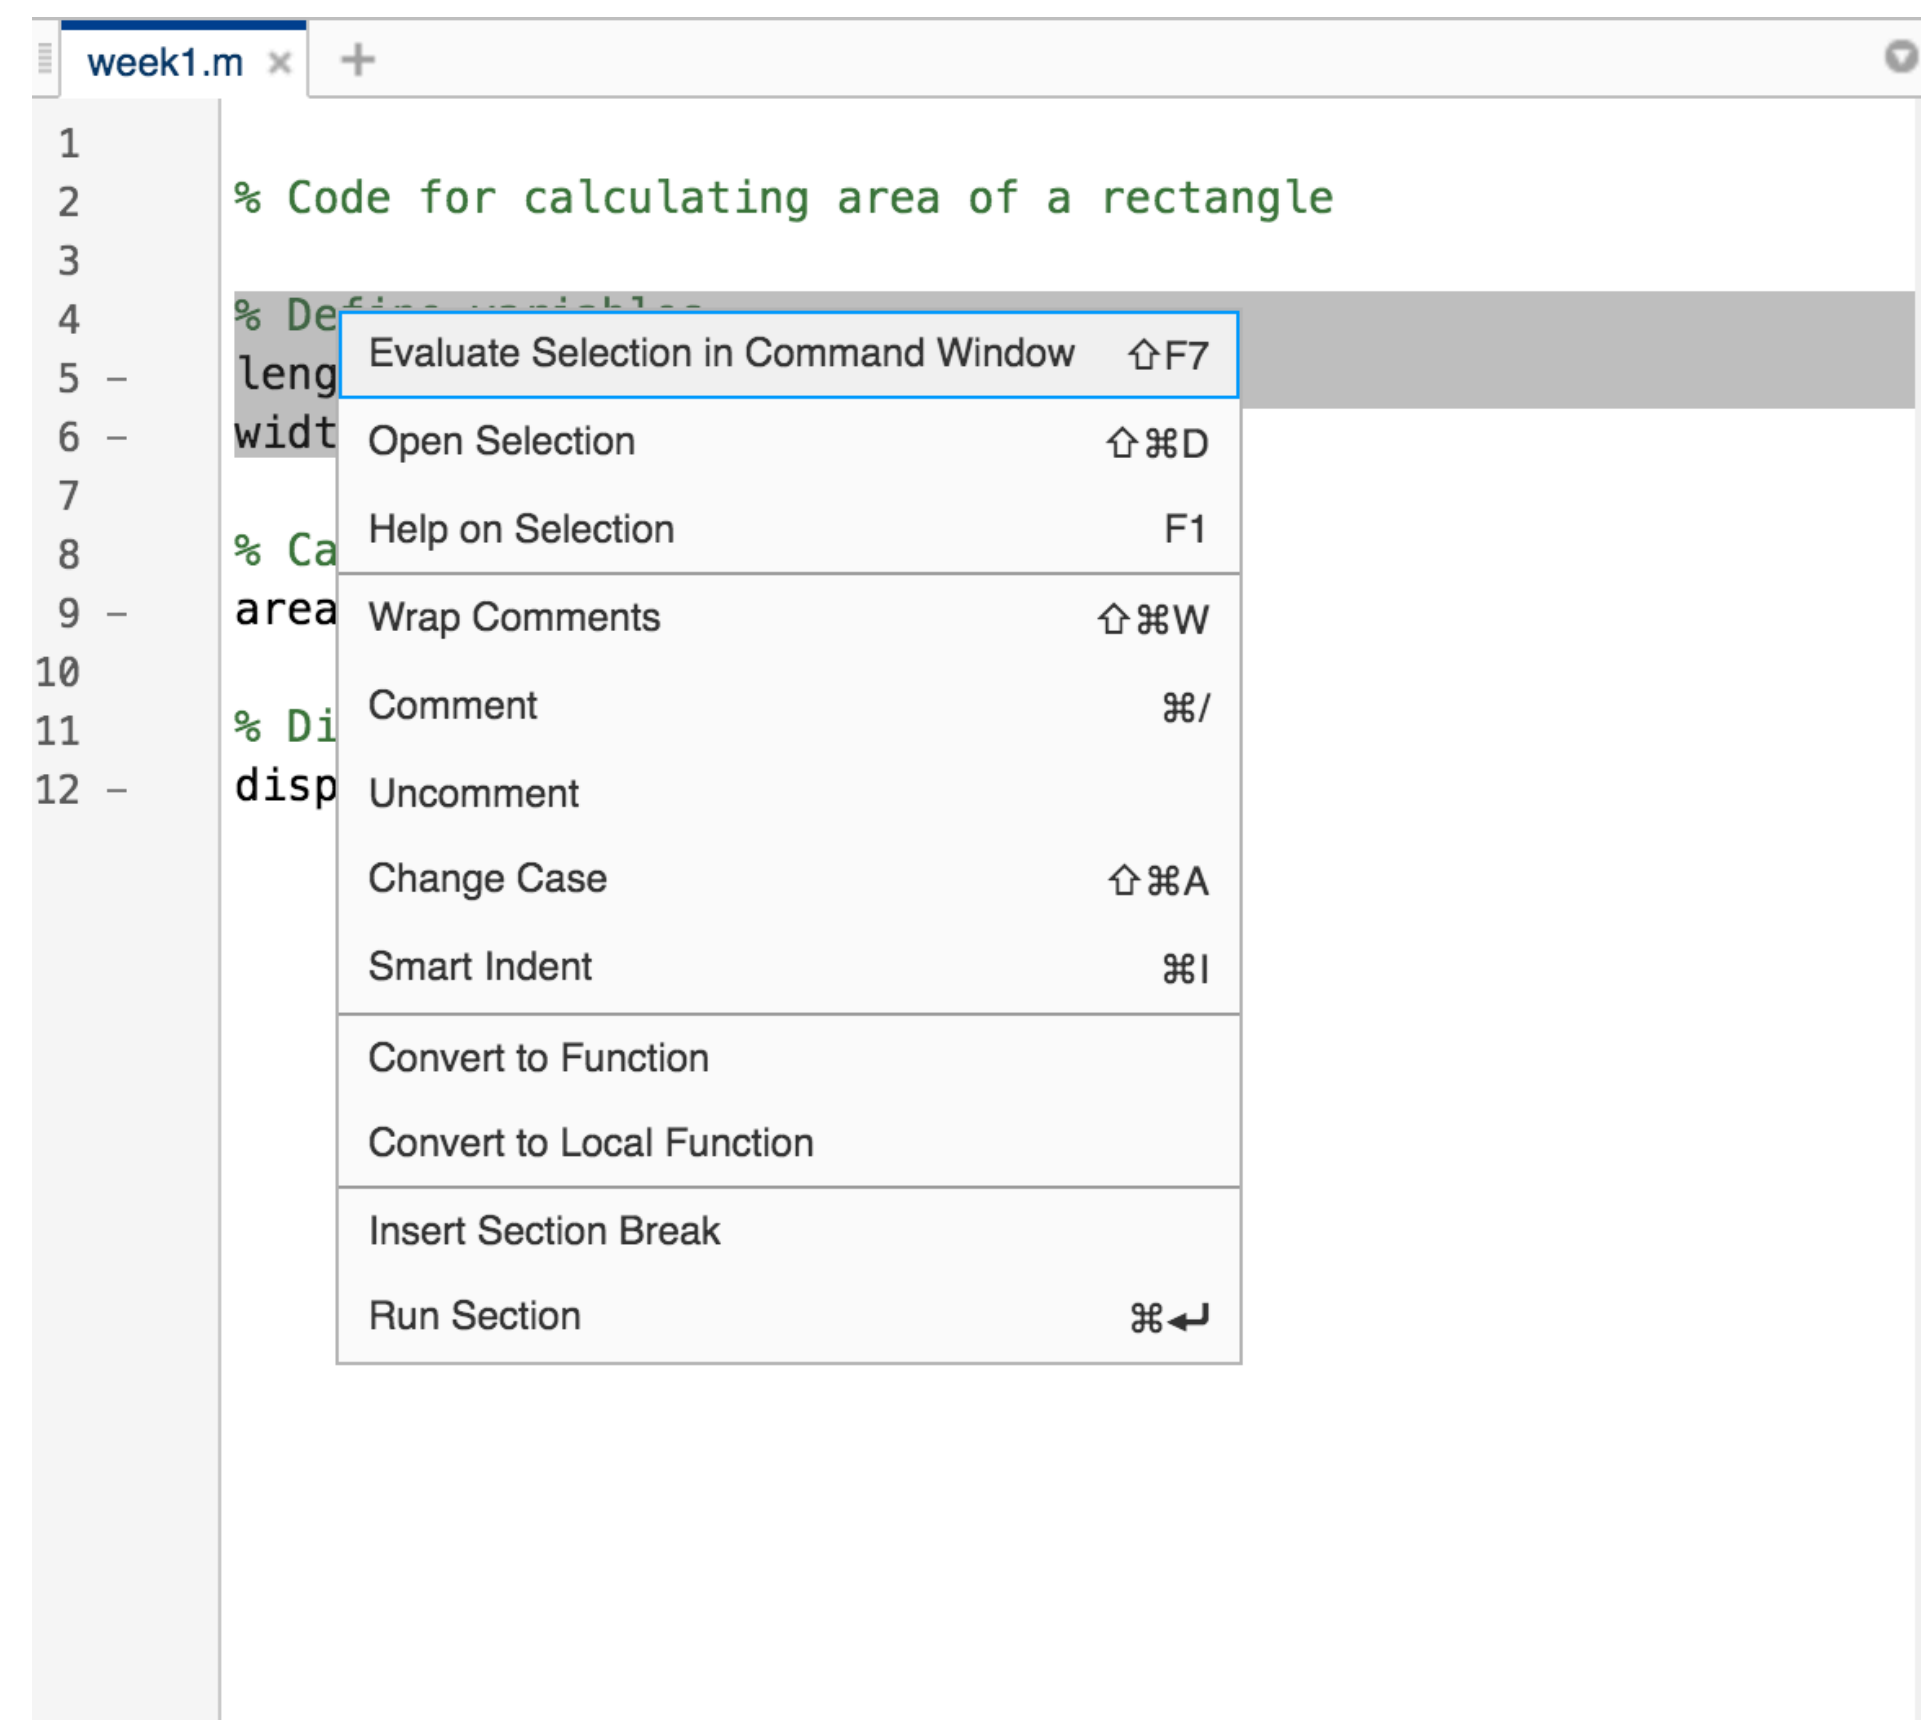 week1.m × +
1
2 % Code for calculating area of a rectangle
3
4 % Define variables
5 – leng
6 – widt
7
8 % Ca
9 – area
10
11 % Di
12 – disp
Evaluate Selection in Command Window ⇧F7
Open Selection ⇧⌘D
Help on Selection F1
Wrap Comments ⇧⌘W
Comment ⌘/
Uncomment
Change Case ⇧⌘A
Smart Indent ⌘I
Convert to Function
Convert to Local Function
Insert Section Break
Run Section ⌘↵